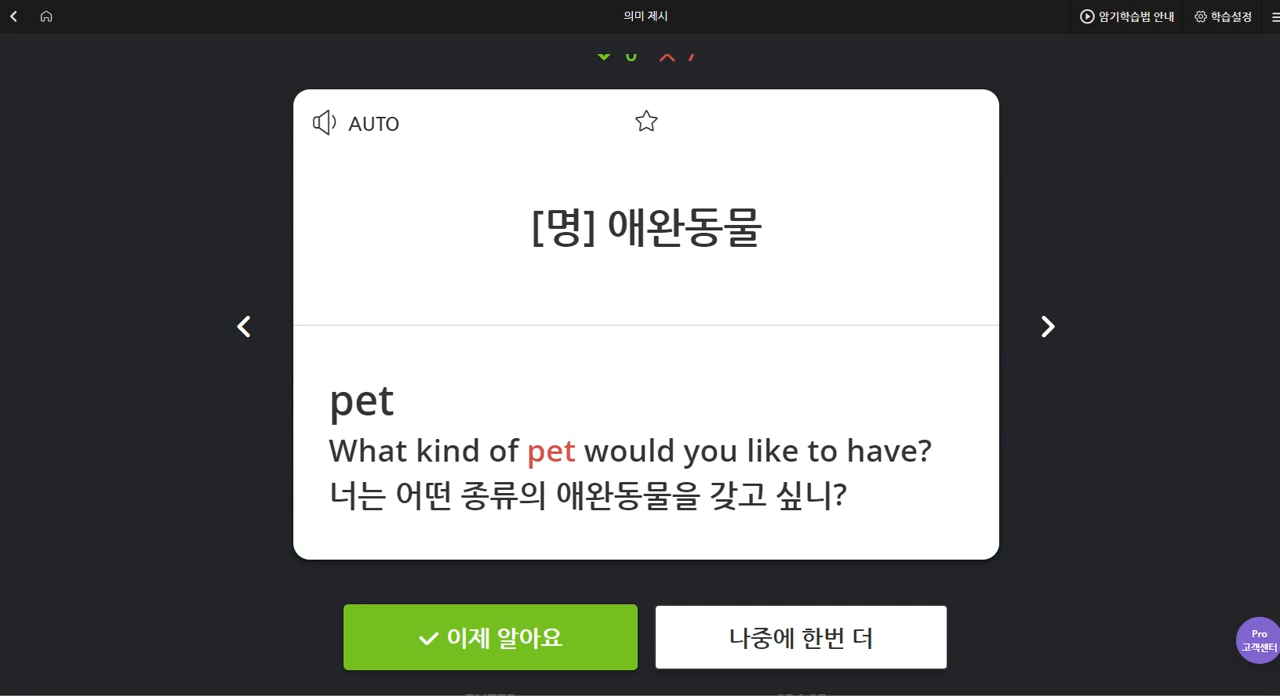 의미 제시
암기학습법 안내
학습설정
AUTO
[명] 애완동물
pet
What kind of pet would you like to have?
너는 어떤 종류의 애완동물을 갖고 싶니?
이제 알아요
나중에 한번 더
Pro
고객센터